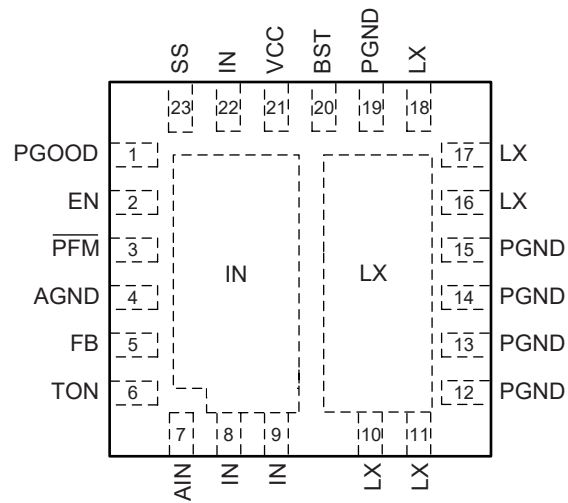 SS IN VCC BST PGND LX
23 22 21 20 19 18
PGOOD 1 17 LX
EN 2 16 LX
PFM 3 15 PGND
IN LX
AGND 4 14 PGND
FB 5 13 PGND
TON 6 12 PGND
7 8 9 10 11
AIN IN IN LX LX